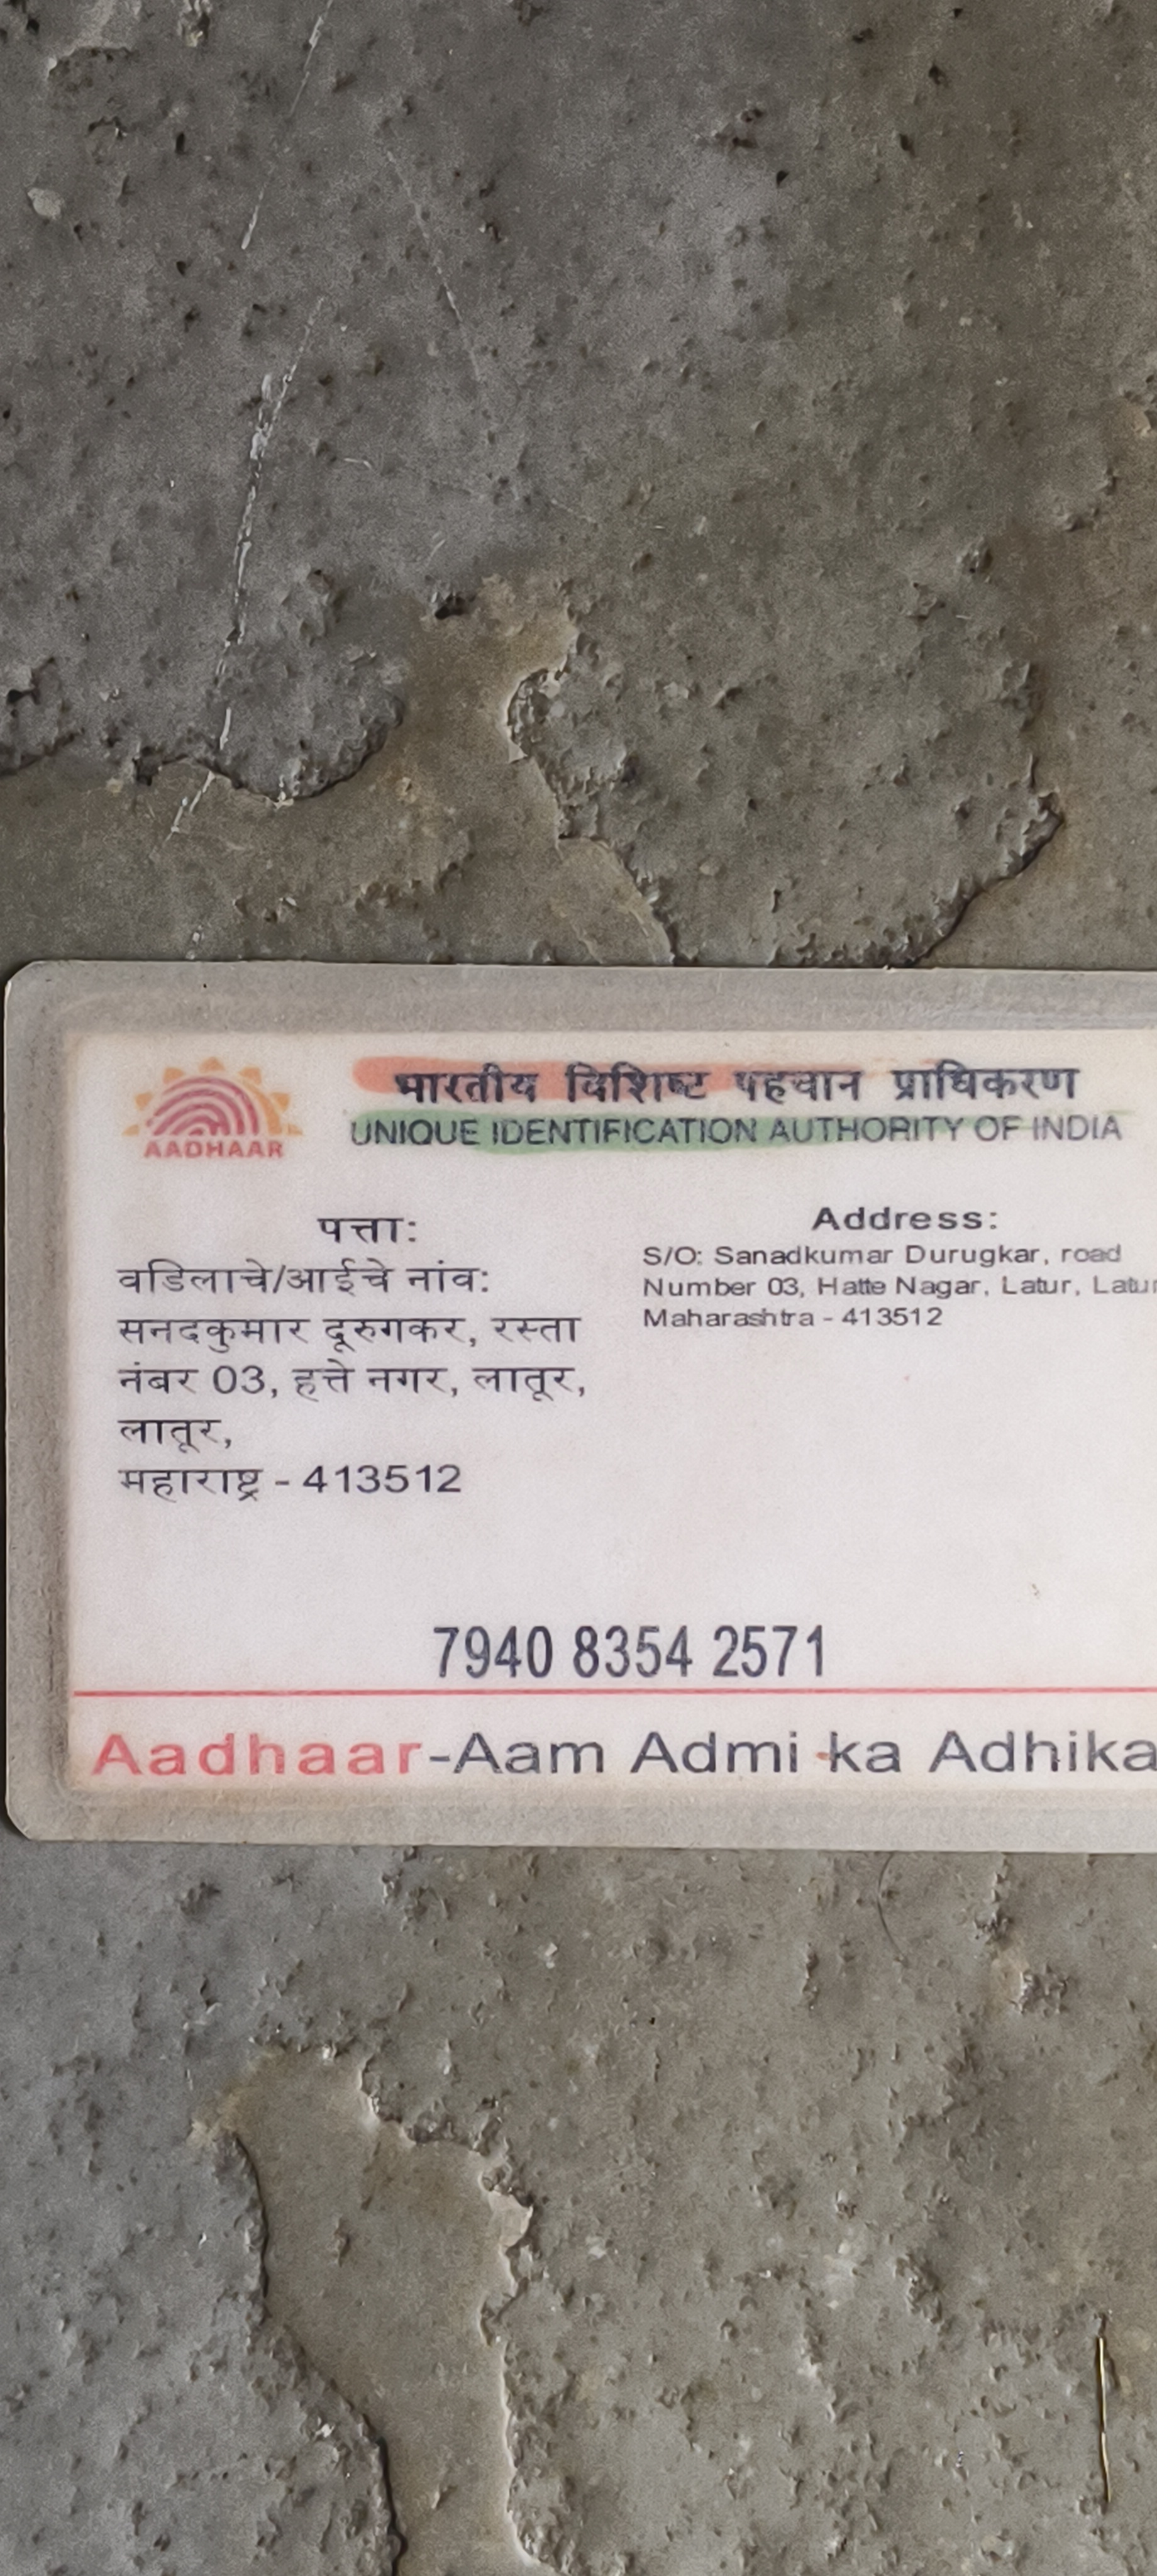 AADHAAR
भारतीय विशिष्ट पहचान प्राधिकरण
UNIQUE IDENTIFICATION AUTHORITY OF INDIA
पत्ता:
वडिलाचे/आईचे नांव:
सनदकुमार दूरुगकर, रस्ता
नंबर 03, हत्ते नगर, लातूर,
लातूर,
महाराष्ट्र - 413512
Address:
S/O: Sanadkumar Durugkar, road
Number 03, Hatte Nagar, Latur, Latur
Maharashtra - 413512
7940 8354 2571
Aadhaar-Aam Admi ka Adhika